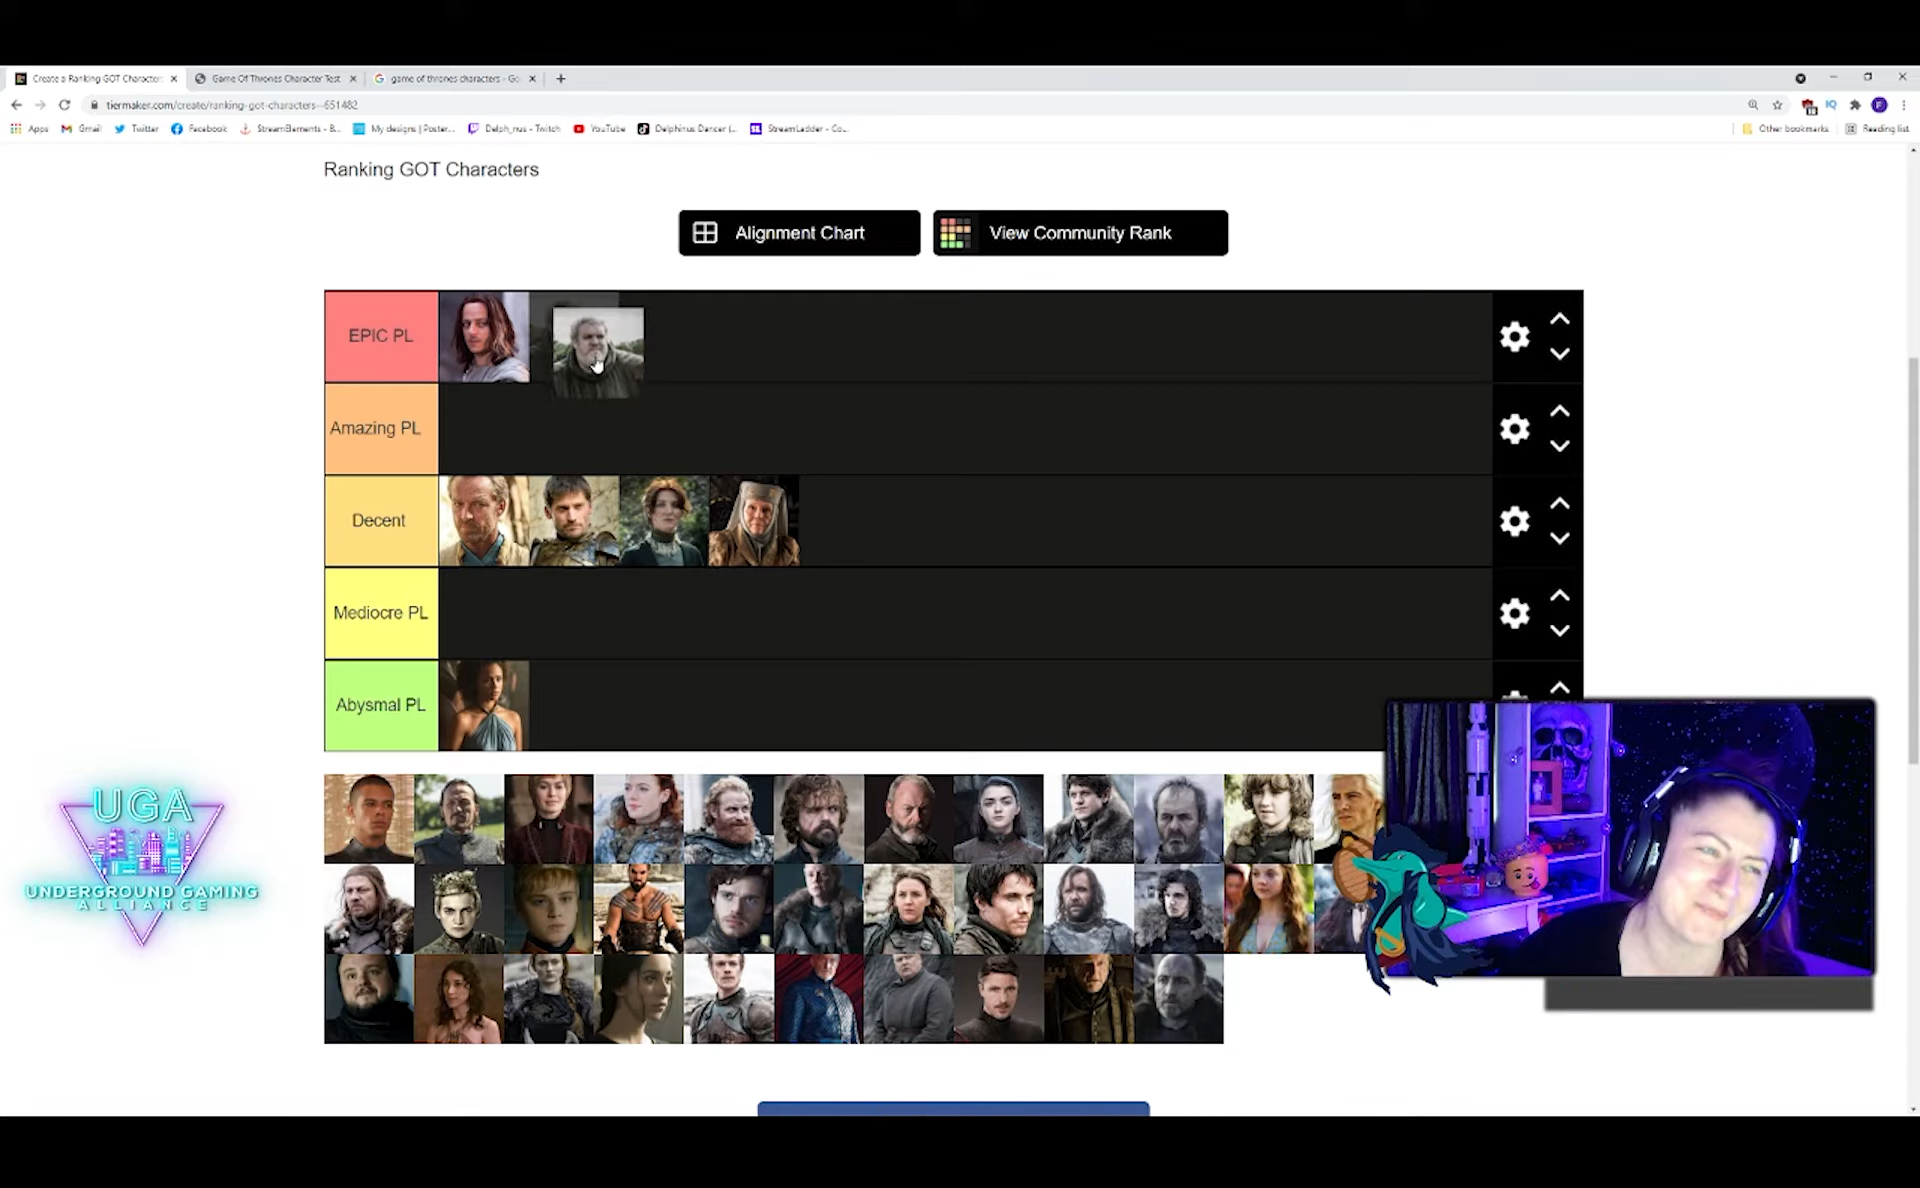 Create a Ranking GOT Character:
Game Of Thrones Character Test
game of thrones characters - Go
tiermaker.com/create/ranking-got-characters--651482
Apps
Gmail
Twitter
Facebook
StreamElements - B...
My designs | Poster...
Delph_nus - Twitch
YouTube
Delphinus Dancer (...
StreamLadder - Co...
Other bookmarks
Reading list
Ranking GOT Characters
Alignment Chart
View Community Rank
EPIC PL
Amazing PL
Decent
Mediocre PL
Abysmal PL
UGA
UNDERGROUND GAMING
ALLIANCE